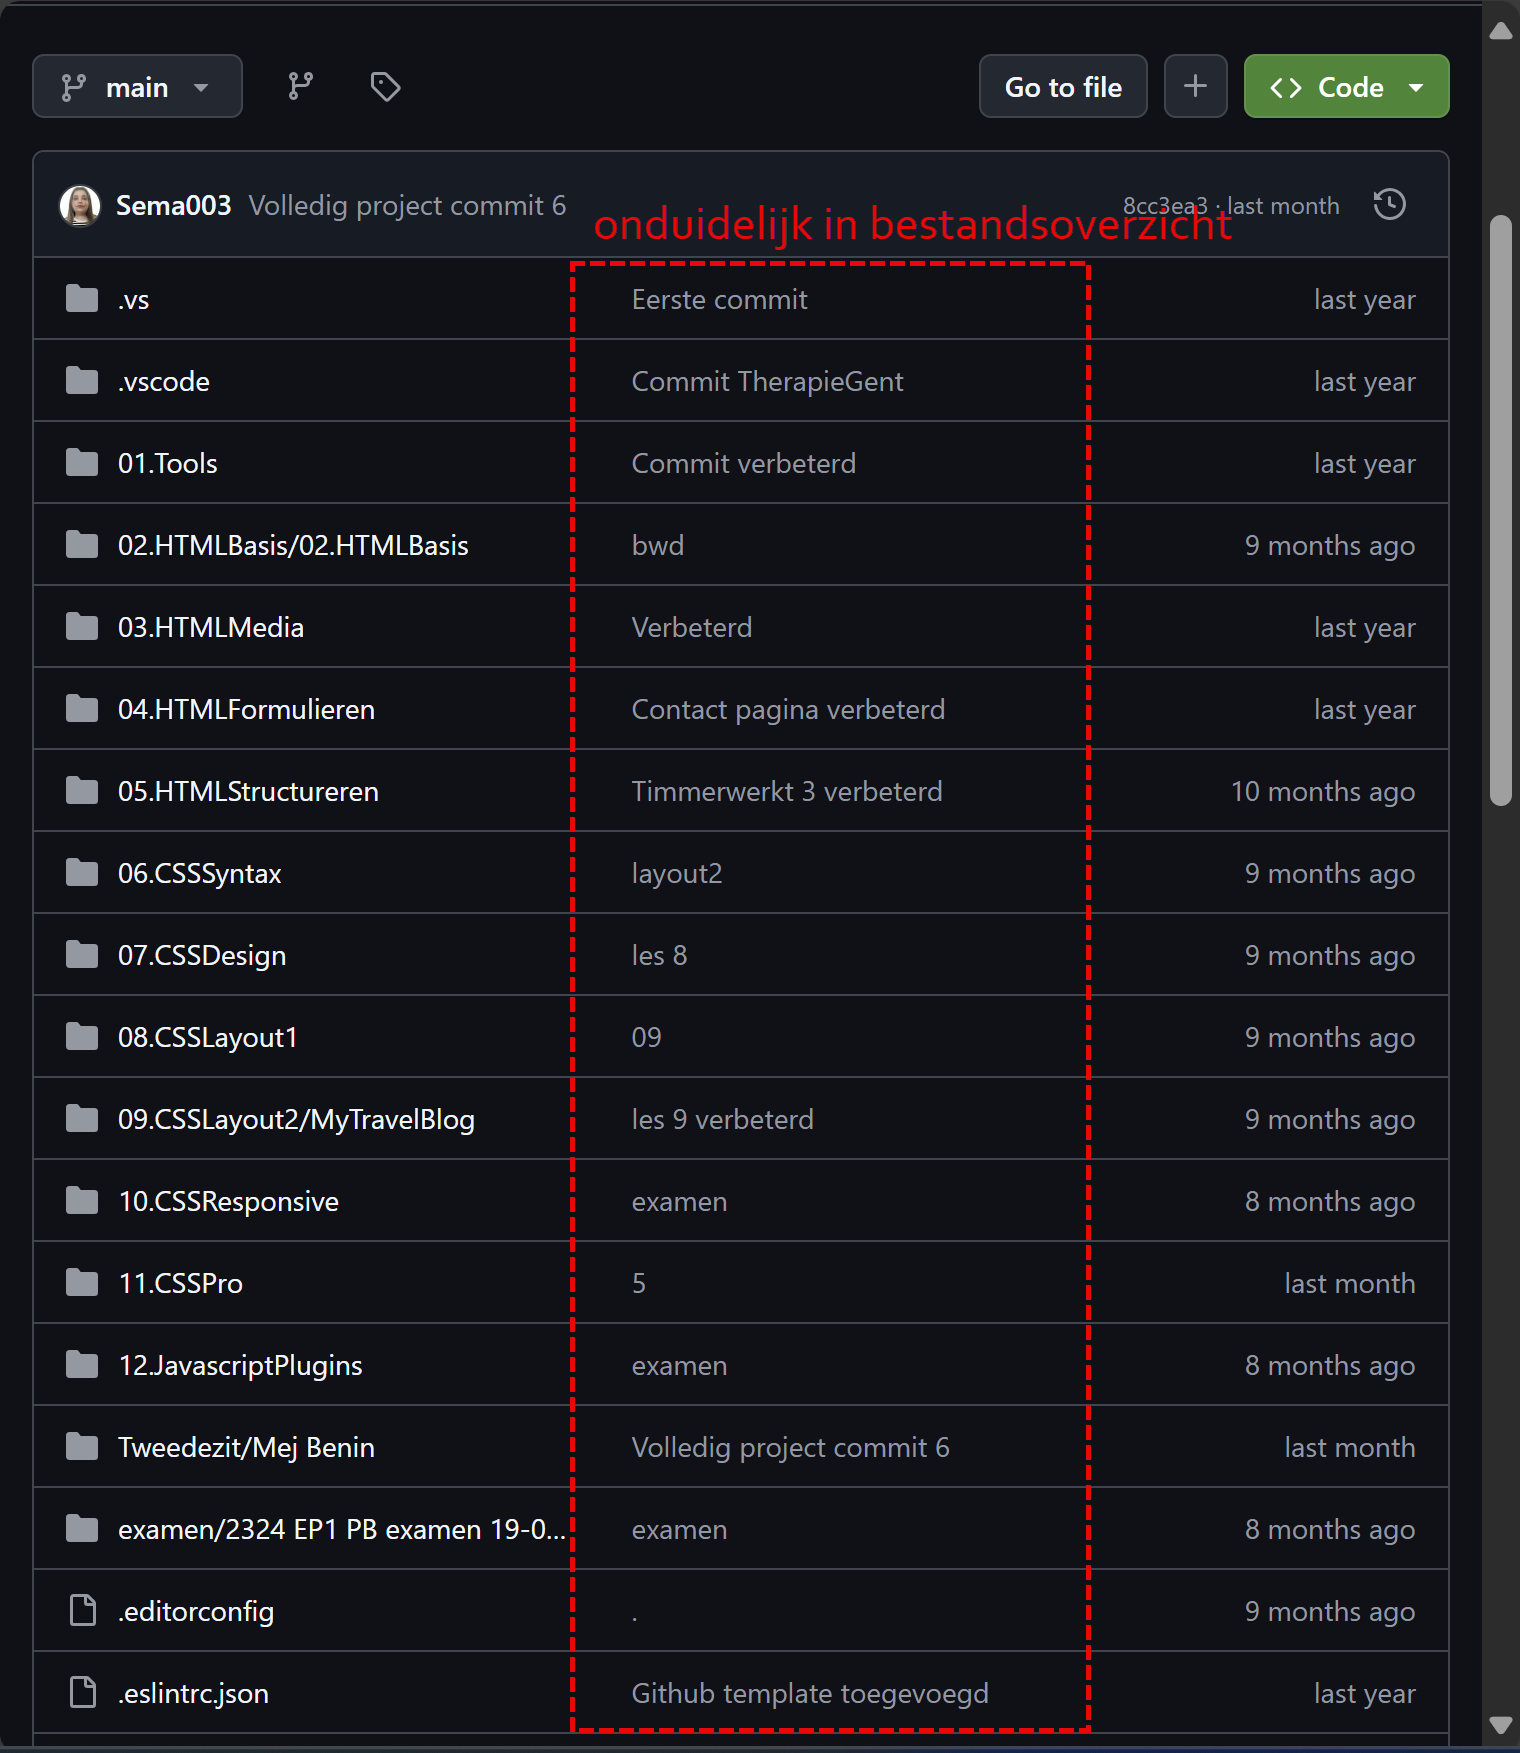 main
Go to file
Code
Sema003 Volledig project commit 6
8cc3ea3 · last month
onduidelijk in bestandsoverzicht
.vs Eerste commit last year
.vscode Commit TherapieGent last year
01.Tools Commit verbeterd last year
02.HTMLBasis/02.HTMLBasis bwd 9 months ago
03.HTMLMedia Verbeterd last year
04.HTMLFormulieren Contact pagina verbeterd last year
05.HTMLStructureren Timmerwerkt 3 verbeterd 10 months ago
06.CSSSyntax layout2 9 months ago
07.CSSDesign les 8 9 months ago
08.CSSLayout1 09 9 months ago
09.CSSLayout2/MyTravelBlog les 9 verbeterd 9 months ago
10.CSSResponsive examen 8 months ago
11.CSSPro 5 last month
12.JavascriptPlugins examen 8 months ago
Tweedezit/Mej Benin Volledig project commit 6 last month
examen/2324 EP1 PB examen 19-0... examen 8 months ago
.editorconfig . 9 months ago
.eslintrc.json Github template toegevoegd last year